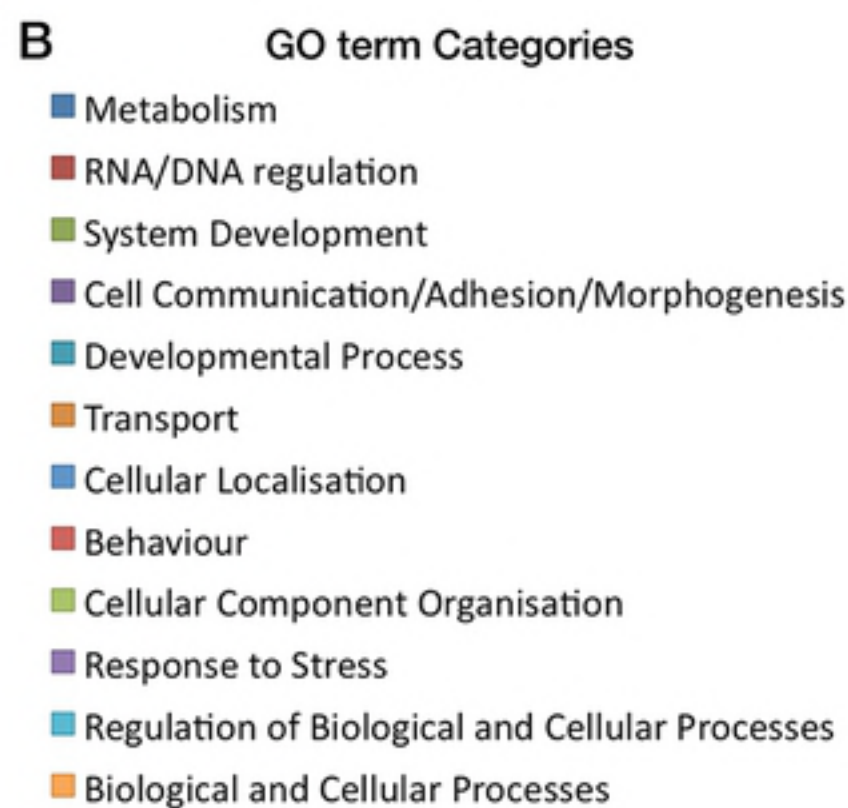 B
GO term Categories
Metabolism
RNA/DNA regulation
System Development
Cell Communication/Adhesion/Morphogenesis
Developmental Process
Transport
Cellular Localisation
Behaviour
Cellular Component Organisation
Response to Stress
Regulation of Biological and Cellular Processes
Biological and Cellular Processes